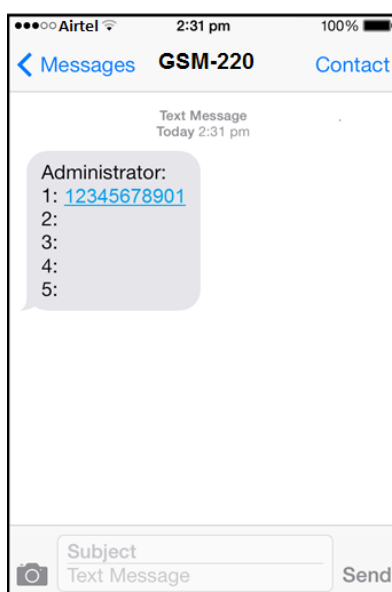 Airtel 2:31 pm 100%
Messages GSM-220 Contact
Text Message
Today 2:31 pm
Administrator:
1: 12345678901
2:
3:
4:
5:
Subject
Text Message Send